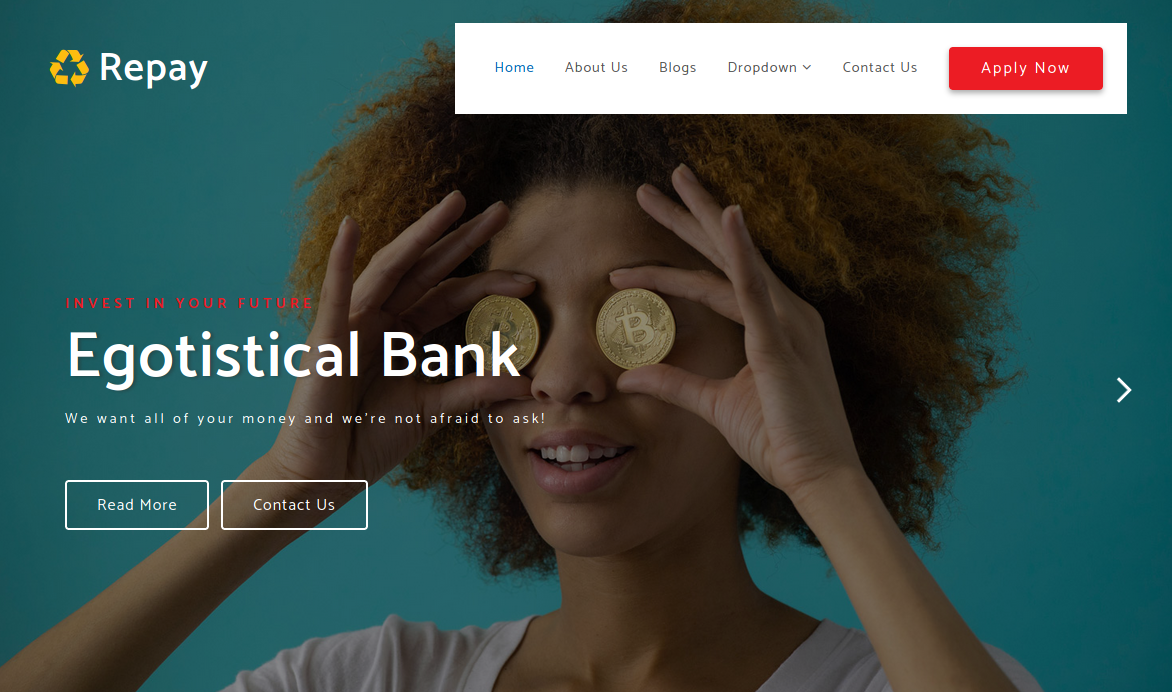 Repay
Home About Us Blogs Dropdown Contact Us Apply Now
INVEST IN YOUR FUTURE
Egotistical Bank
We want all of your money and we're not afraid to ask!
Read More Contact Us